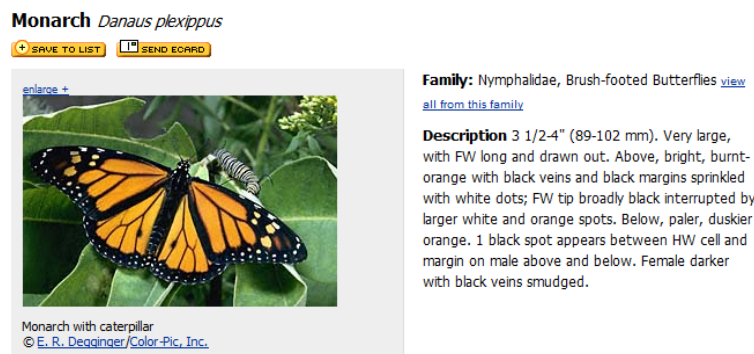 Monarch Danaus plexippus
SAVE TO LIST SEND ECARD
enlarge +
Monarch with caterpillar
© E. R. Degginger/Color-Pic, Inc.
Family: Nymphalidae, Brush-footed Butterflies view
all from this family
Description 3 1/2-4" (89-102 mm). Very large,
with FW long and drawn out. Above, bright, burnt-
orange with black veins and black margins sprinkled
with white dots; FW tip broadly black interrupted by
larger white and orange spots. Below, paler, duskier
orange. 1 black spot appears between HW cell and
margin on male above and below. Female darker
with black veins smudged.